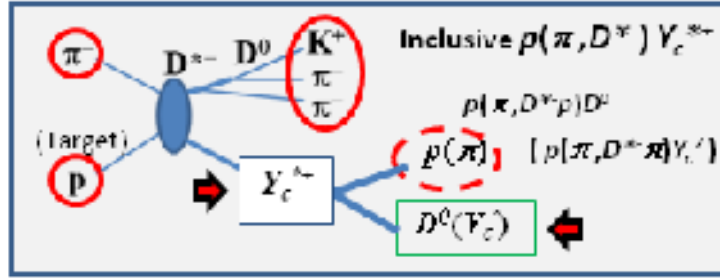 π⁻
D*⁻ D⁰ K⁺
π⁻
π⁻
Inclusive p(π,D*⁻)Y_c*⁺
p(π,D*⁻p)D⁰
(Target)
p
Y_c*⁺
p(π) [p(π,D*⁻π)Y_c']
D⁰(Y_c)